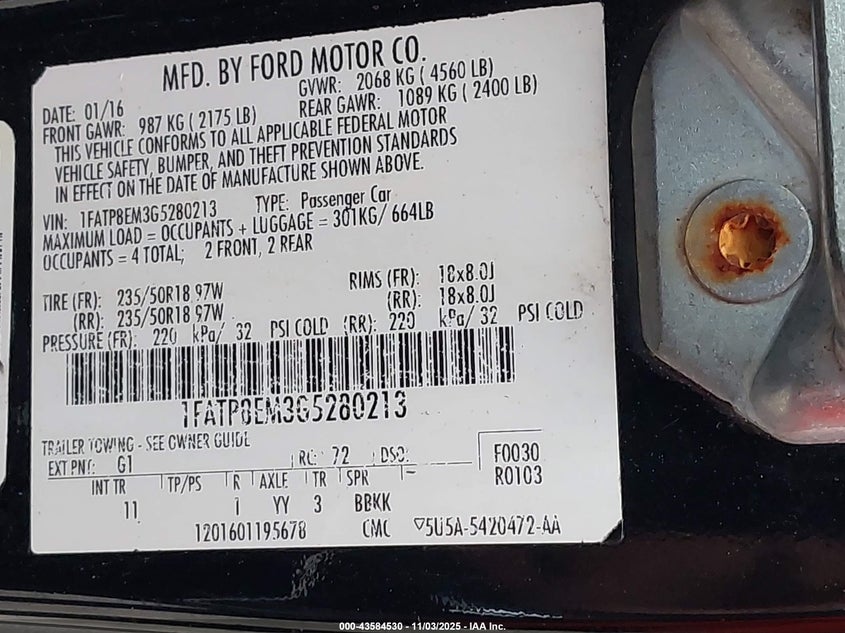 MFD. BY FORD MOTOR CO.
DATE: 01/16
GVWR: 2068 KG ( 4560 LB)
FRONT GAWR: 987 KG ( 2175 LB)
REAR GAWR: 1089 KG ( 2400 LB)
THIS VEHICLE CONFORMS TO ALL APPLICABLE FEDERAL MOTOR
VEHICLE SAFETY, BUMPER, AND THEFT PREVENTION STANDARDS
IN EFFECT ON THE DATE OF MANUFACTURE SHOWN ABOVE.
VIN: 1FATP8EM3G5280213 TYPE: Passenger Car
MAXIMUM LOAD = OCCUPANTS + LUGGAGE = 301KG/ 664LB
OCCUPANTS = 4 TOTAL; 2 FRONT, 2 REAR
TIRE (FR): 235/50R18 97W RIMS (FR): 18x8.0J
(RR): 235/50R18 97W (RR): 18x8.0J
PRESSURE (FR): 220 kPa/ 32 PSI COLD (RR): 220 kPa/ 32 PSI COLD
1FATP8EM3G5280213
TRAILER TOWING - SEE OWNER GUIDE
EXT PNT: G1 RC: 72 DSO: F0030
R0103
INT TR TP/PS R AXLE TR SPR
11 I YY 3 BBKK
1201601195678 CMC 5U5A-5420472-AA
000-43584530 - 11/03/2025 - IAA Inc.